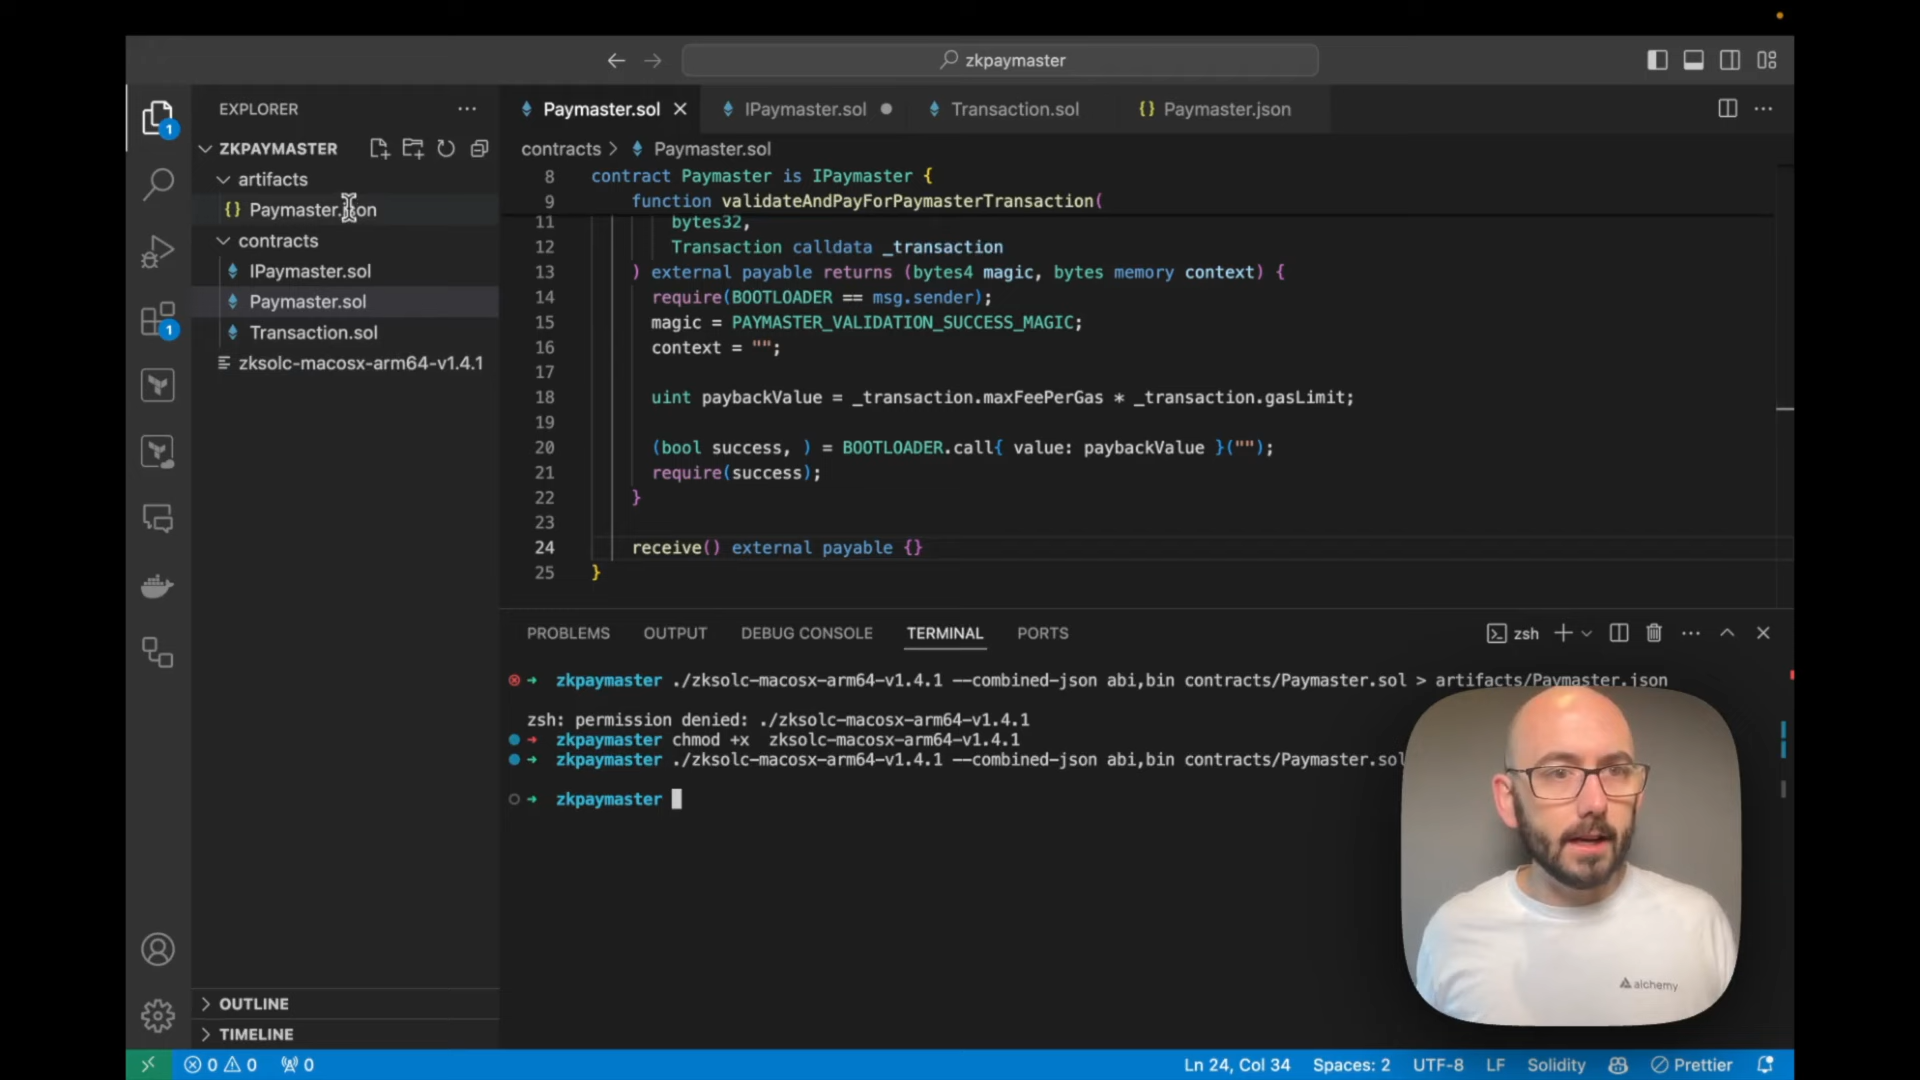 zkpaymaster
EXPLORER
ZKPAYMASTER
artifacts
{} Paymaster.json
contracts
IPaymaster.sol
Paymaster.sol
Transaction.sol
zksolc-macosx-arm64-v1.4.1
OUTLINE
TIMELINE
1
1
Paymaster.sol
IPaymaster.sol
Transaction.sol
{} Paymaster.json
contracts > Paymaster.sol
8 contract Paymaster is IPaymaster {
9 function validateAndPayForPaymasterTransaction(
11 bytes32,
12 Transaction calldata _transaction
13 ) external payable returns (bytes4 magic, bytes memory context) {
14 require(BOOTLOADER == msg.sender);
15 magic = PAYMASTER_VALIDATION_SUCCESS_MAGIC;
16 context = "";
17
18 uint paybackValue = _transaction.maxFeePerGas * _transaction.gasLimit;
19
20 (bool success, ) = BOOTLOADER.call{ value: paybackValue }("");
21 require(success);
22 }
23
24 receive() external payable {}
25 }
PROBLEMS OUTPUT DEBUG CONSOLE TERMINAL PORTS
zsh
zkpaymaster ./zksolc-macosx-arm64-v1.4.1 --combined-json abi,bin contracts/Paymaster.sol > artifacts/Paymaster.json
zsh: permission denied: ./zksolc-macosx-arm64-v1.4.1
zkpaymaster chmod +x  zksolc-macosx-arm64-v1.4.1
zkpaymaster ./zksolc-macosx-arm64-v1.4.1 --combined-json abi,bin contracts/Paymaster.sol
zkpaymaster
alchemy
0 0 0
Ln 24, Col 34 Spaces: 2 UTF-8 LF Solidity Prettier